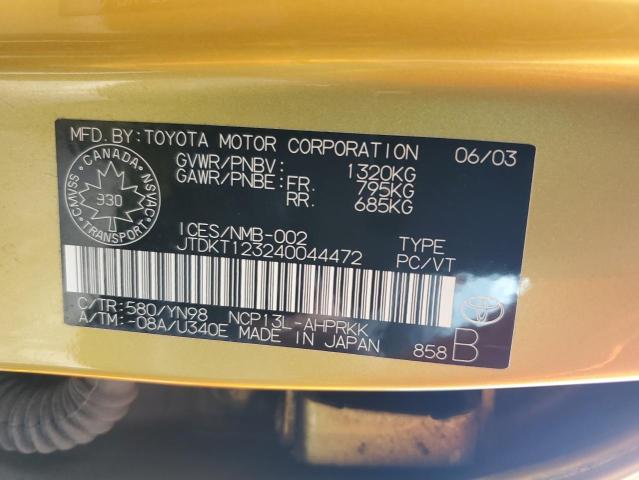 MFD. BY: TOYOTA MOTOR CORPORATION 06/03
GVWR/PNBV: 1320KG
GAWR/PNBE: FR. 795KG
RR. 685KG
CANADA
CMVSS 930 NSVAC
TRANSPORT
ICES/NMB-002
JTDKT123240044472 TYPE
PC/VT
C/TR:580/YN98 NCP13L-AHPRKK
A/TM:-08A/U340E MADE IN JAPAN 858 B